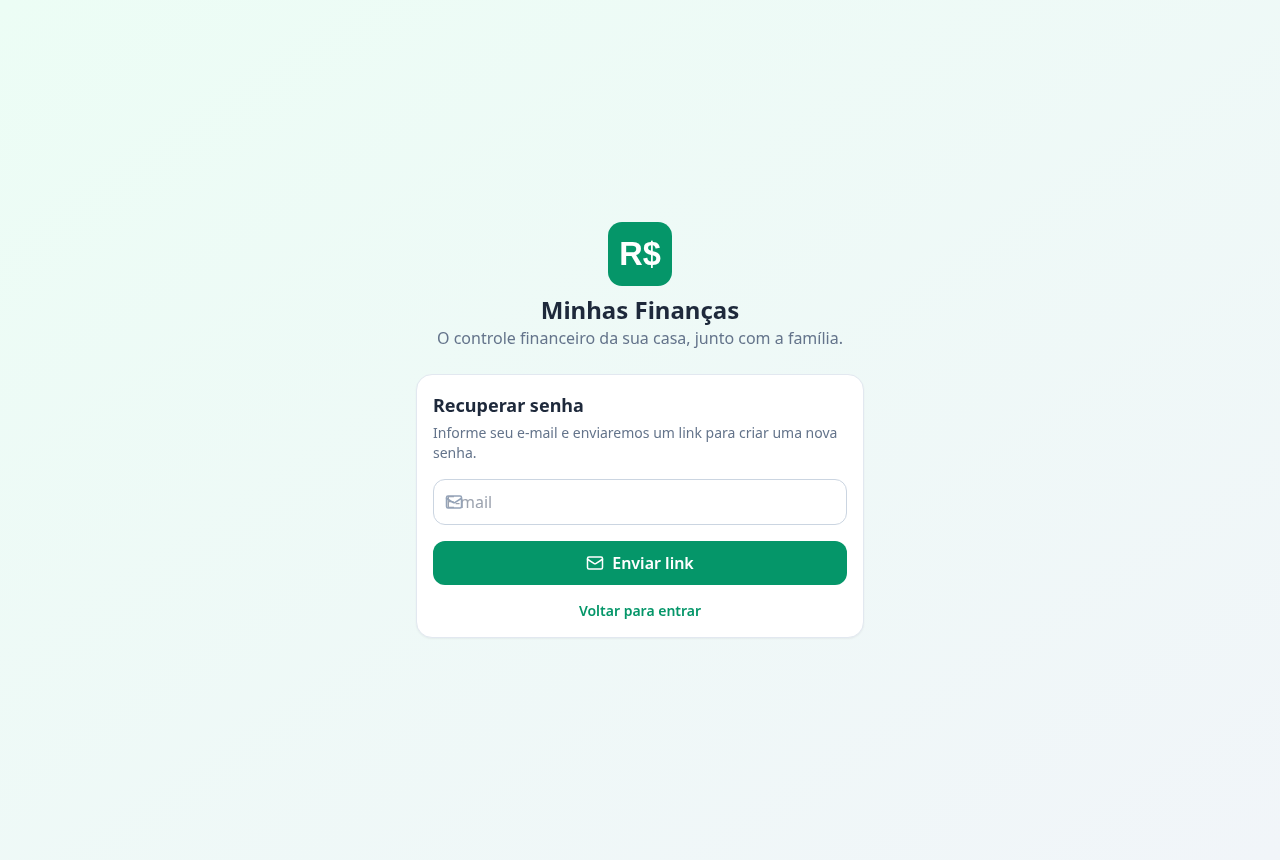 R$
Minhas Finanças
O controle financeiro da sua casa, junto com a família.
Recuperar senha
Informe seu e-mail e enviaremos um link para criar uma nova
senha.
E-mail
Enviar link
Voltar para entrar